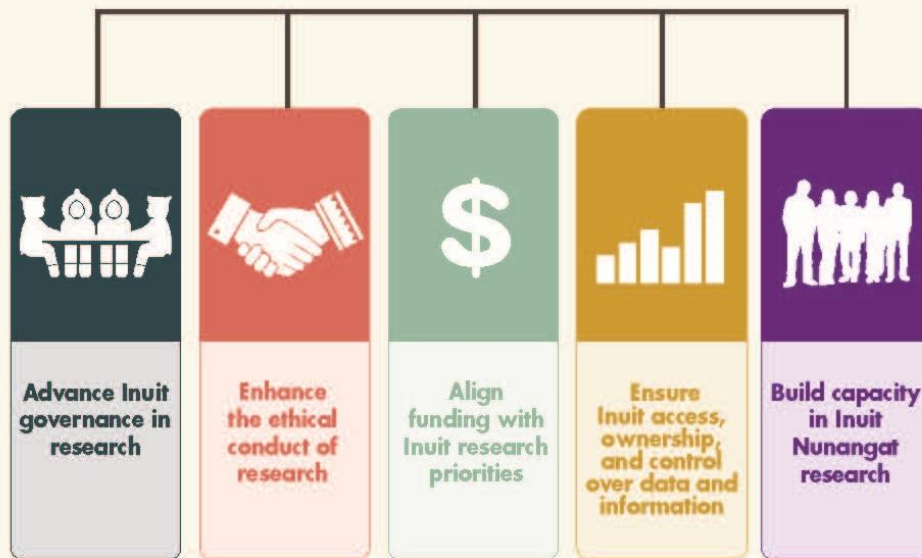 $
Advance Inuit
governance in
research
Enhance
the ethical
conduct of
research
Align
funding with
Inuit research
priorities
Ensure
Inuit access,
ownership,
and control
over data and
information
Build capacity
in Inuit
Nunangat
research